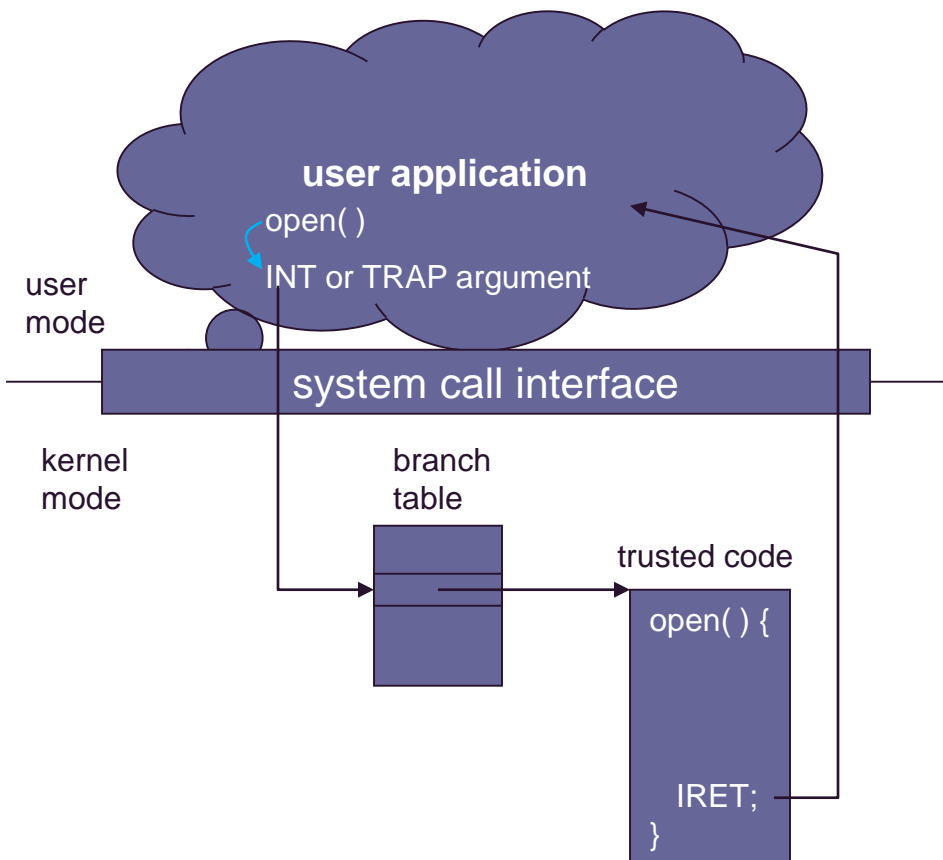 user application
open( )
INT or TRAP argument
user
mode
system call interface
kernel
mode
branch
table
trusted code
open( ) {
IRET;
}